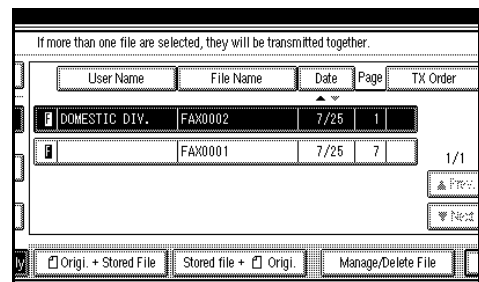 If more than one file are selected, they will be transmitted together.
User Name File Name Date Page TX Order
F DOMESTIC DIV. FAX0002 7/25 1
F FAX0001 7/25 7
1/1
▲ Prev.
▼ Next
Origi. + Stored File Stored file + Origi. Manage/Delete File